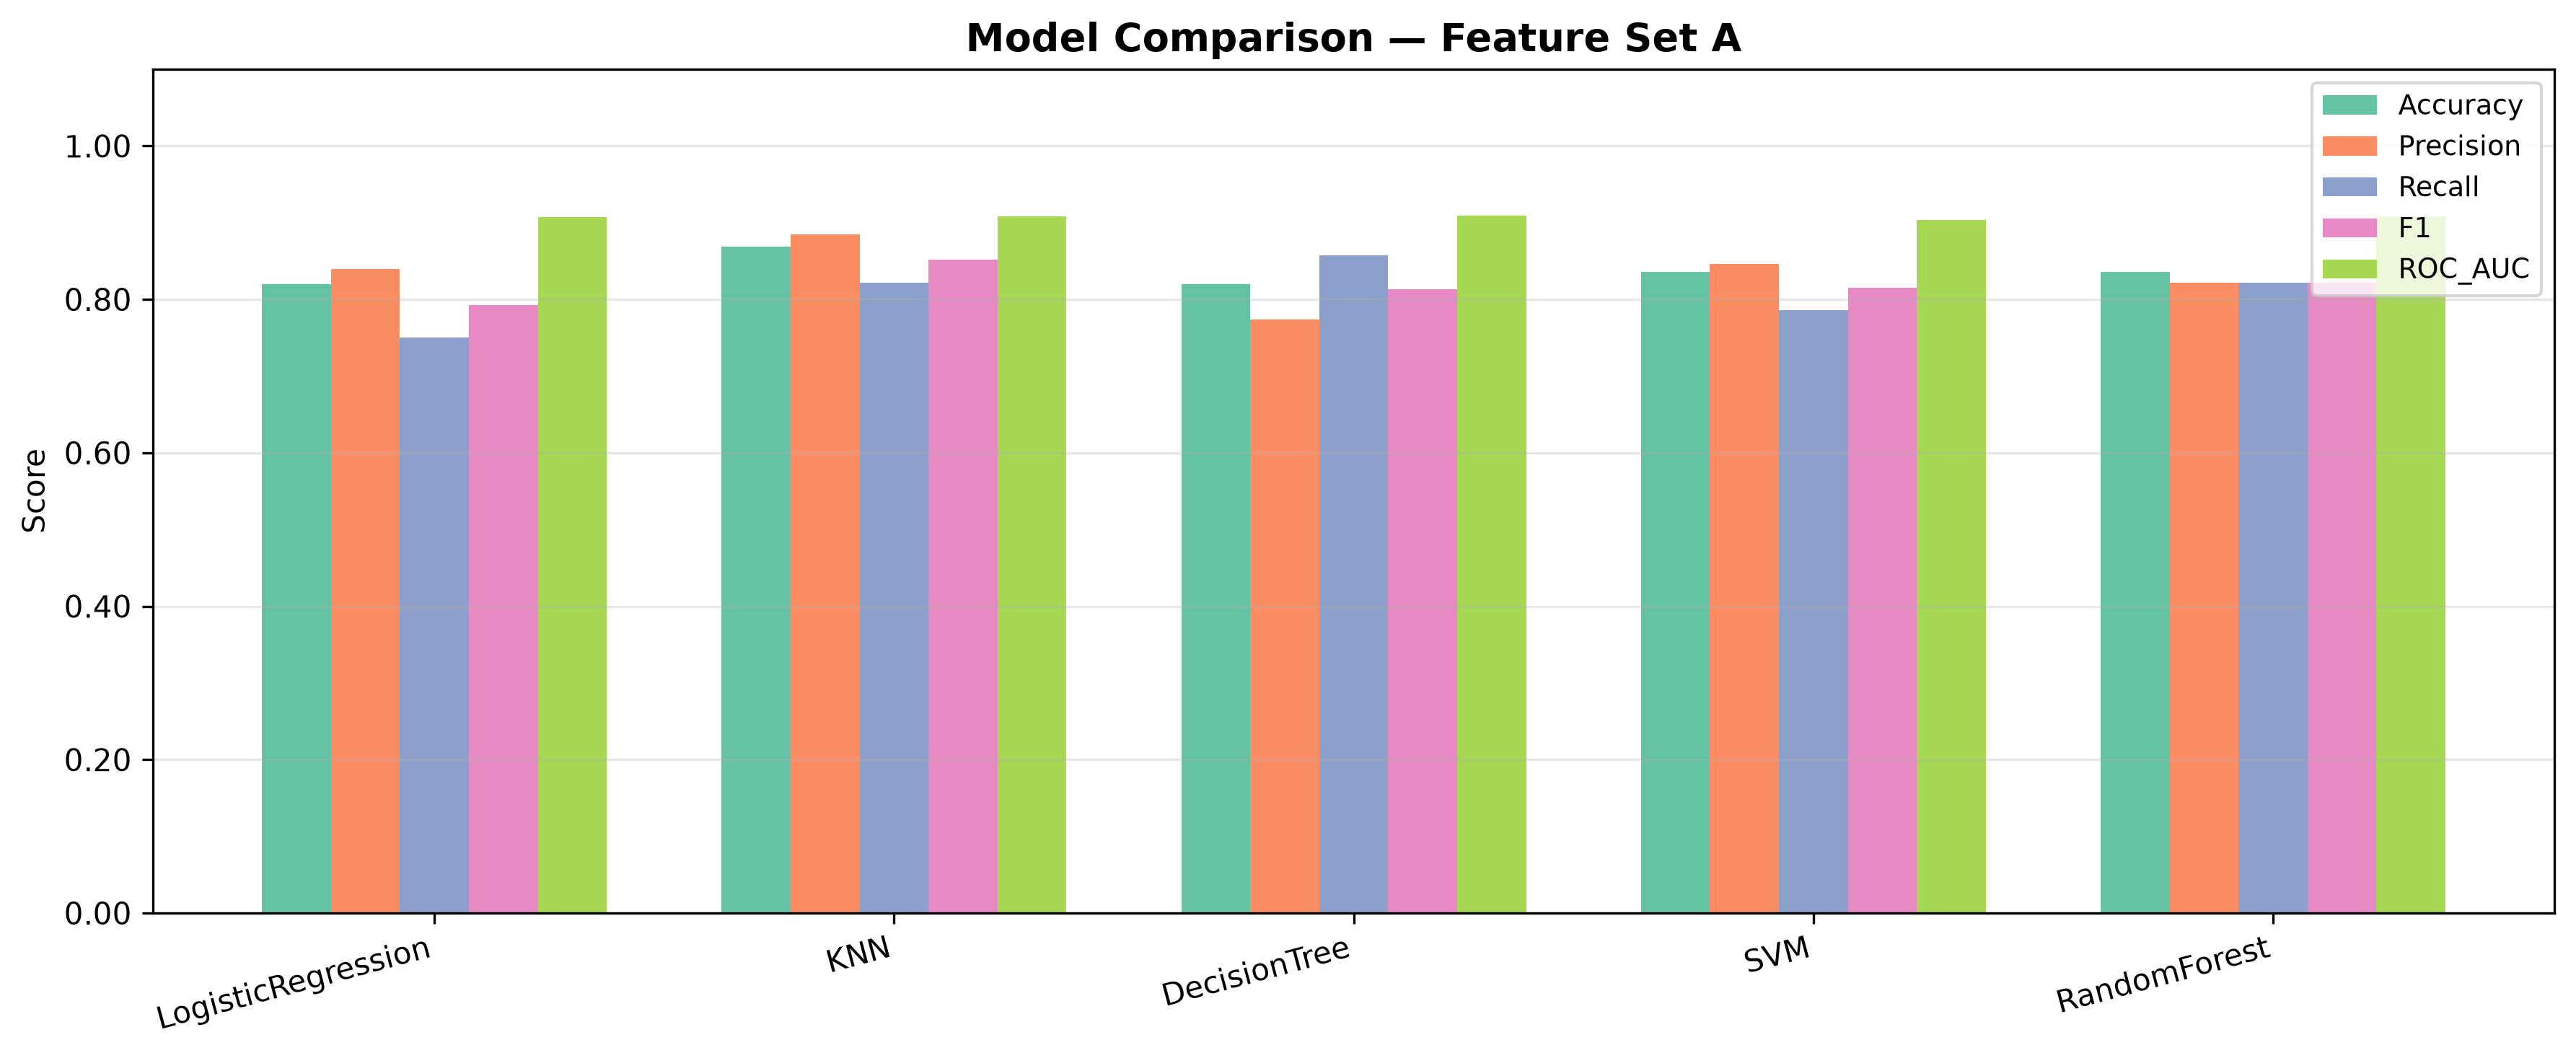 Model Comparison — Feature Set A
Score
1.00
0.80
0.60
0.40
0.20
0.00
Accuracy
Precision
Recall
F1
ROC_AUC
LogisticRegression
KNN
DecisionTree
SVM
RandomForest